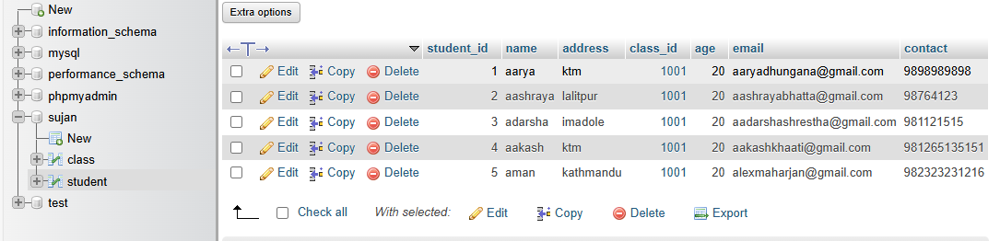 New
information_schema
mysql
performance_schema
phpmyadmin
sujan
New
class
student
test
Extra options
student_id name address class_id age email contact
Edit Copy Delete 1 aarya ktm 1001 20 aaryadhungana@gmail.com 9898989898
Edit Copy Delete 2 aashraya lalitpur 1001 20 aashrayabhatta@gmail.com 98764123
Edit Copy Delete 3 adarsha imadole 1001 20 aadarshashrestha@gmail.com 981121515
Edit Copy Delete 4 aakash ktm 1001 20 aakashkhaati@gmail.com 981265135151
Edit Copy Delete 5 aman kathmandu 1001 20 alexmaharjan@gmail.com 982323231216
Check all With selected: Edit Copy Delete Export